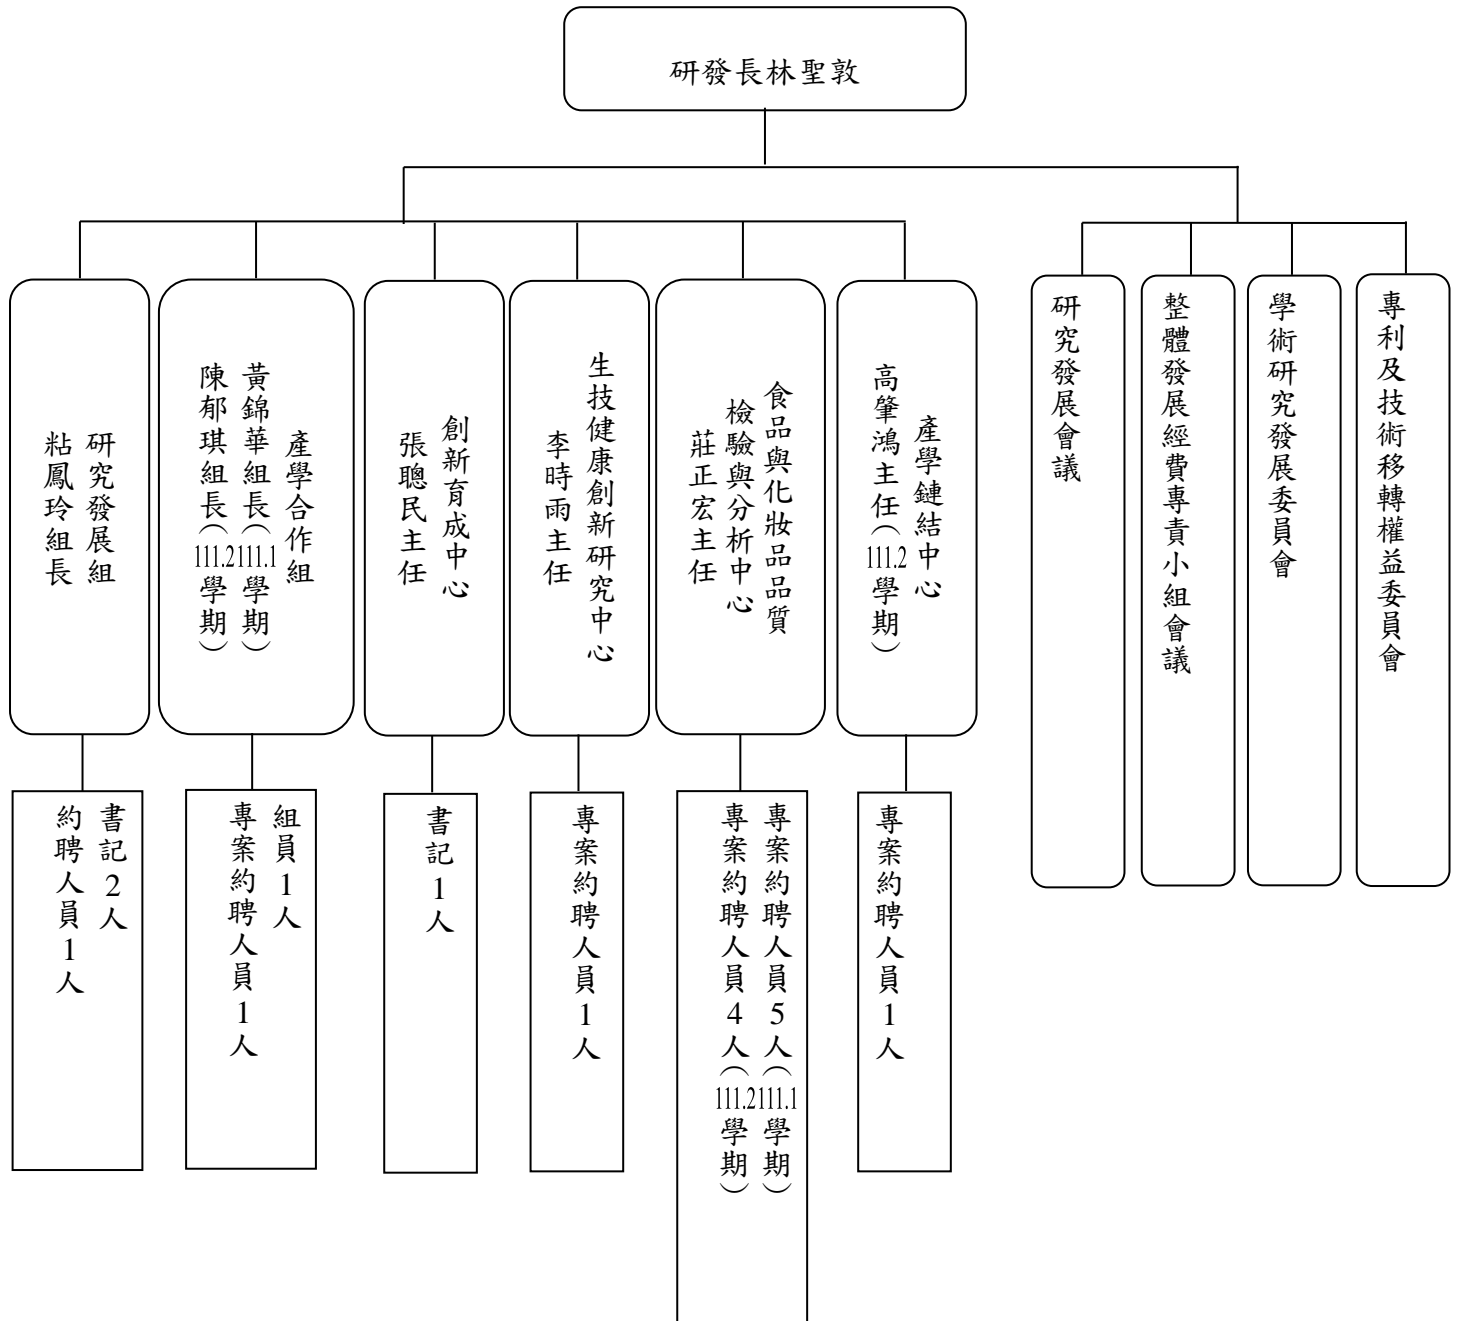 研發長林聖敦
研究發展組
粘鳳玲組長
產學合作組
黃錦華組長(111.1學期)
陳郁琪組長(111.2學期)
創新育成中心
張聰民主任
生技健康創新研究中心
李時雨主任
食品與化妝品品質
檢驗與分析中心
莊正宏主任
產學鏈結中心
高肇鴻主任(111.2學期)
研究發展會議
整體發展經費專責小組會議
學術研究發展委員會
專利及技術移轉權益委員會
書記2人
約聘人員1人
組員1人
專案約聘人員1人
書記1人
專案約聘人員1人
專案約聘人員5人(111.1學期)
專案約聘人員4人(111.2學期)
專案約聘人員1人